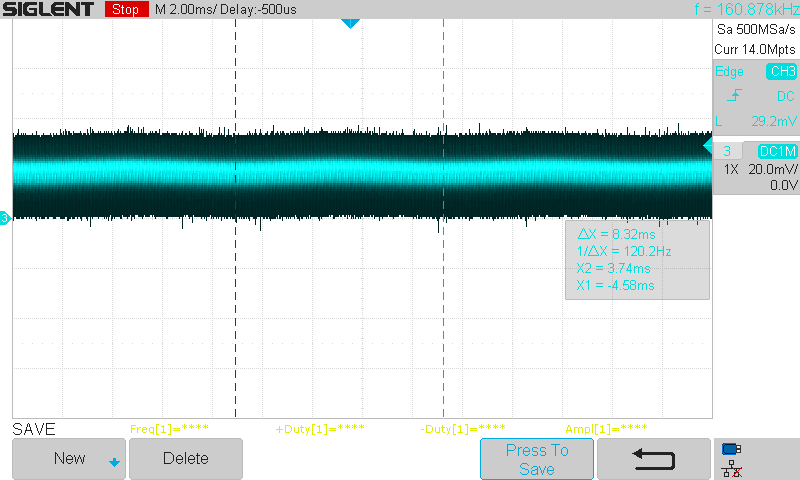 SIGLENT Stop M 2.00ms/ Delay:-500us f = 160.878kHz
Sa 500MSa/s
Curr 14.0Mpts
Edge CH3
DC
L 29.2mV
3 DC1M
1X 20.0mV/
0.0V
3
ΔX = 8.32ms
1/ΔX = 120.2Hz
X2 = 3.74ms
X1 = -4.58ms
SAVE Freq[1]=**** +Duty[1]=**** -Duty[1]=**** Ampl[1]=****
New Delete Press To
Save